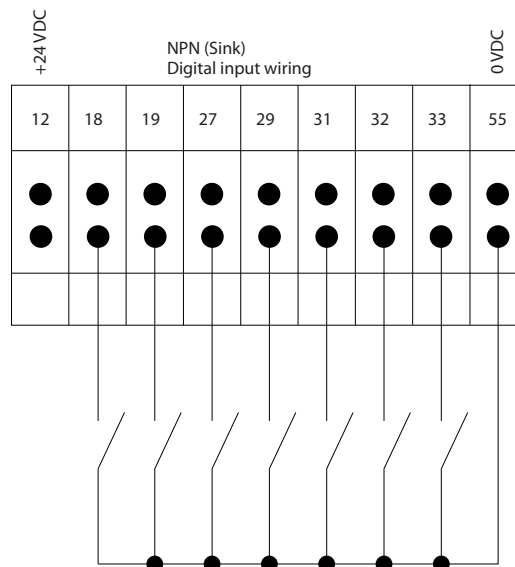 +24 VDC
NPN (Sink)
Digital input wiring
0 VDC
12 18 19 27 29 31 32 33 55